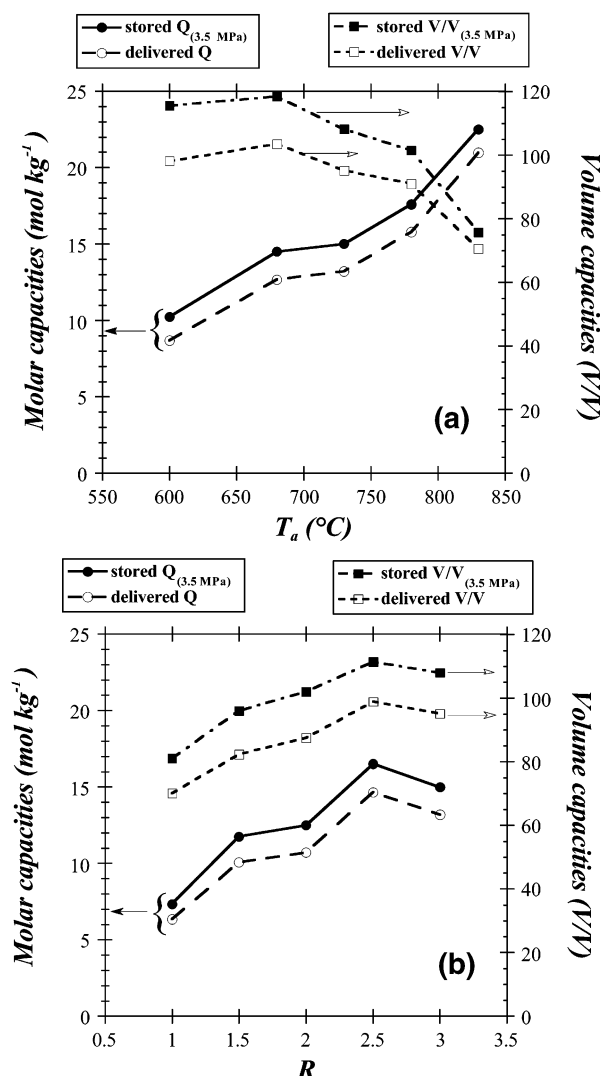 stored Q(3.5 MPa)
delivered Q
stored V/V(3.5 MPa)
delivered V/V
Molar capacities (mol kg-1)
25
20
15
10
5
0
120
100
80
60
40
20
0
Volume capacities (V/V)
(a)
550 600 650 700 750 800 850
Ta (°C)
stored Q(3.5 MPa)
delivered Q
stored V/V(3.5 MPa)
delivered V/V
Molar capacities (mol kg-1)
25
20
15
10
5
0
120
100
80
60
40
20
0
Volume capacities (V/V)
(b)
0.5 1 1.5 2 2.5 3 3.5
R